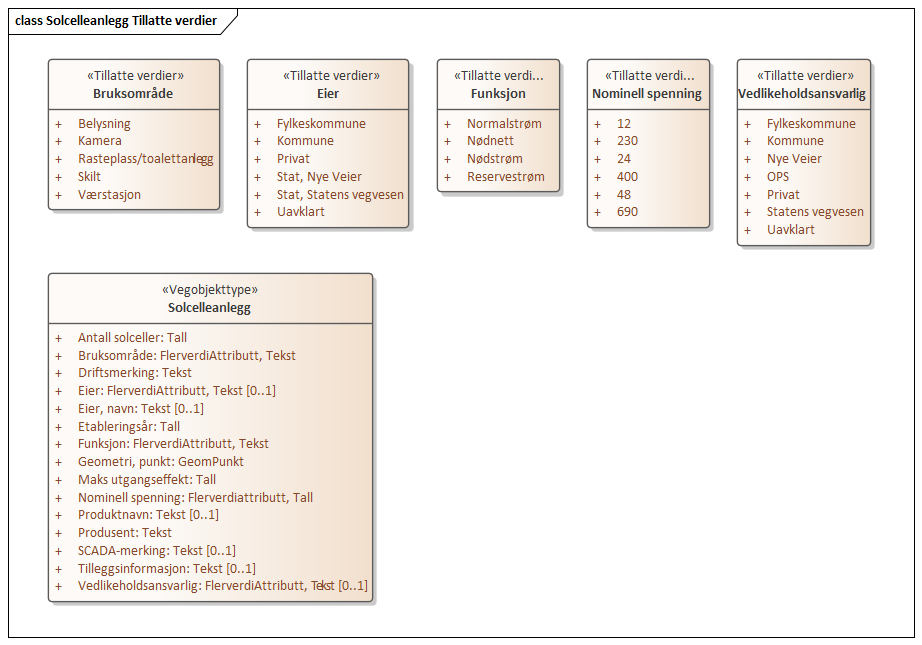 class Solcelleanlegg Tillatte verdier
«Tillatte verdier»
Bruksområde
+ Belysning
+ Kamera
+ Rasteplass/toalettanlegg
+ Skilt
+ Værstasjon
«Tillatte verdier»
Eier
+ Fylkeskommune
+ Kommune
+ Privat
+ Stat, Nye Veier
+ Stat, Statens vegvesen
+ Uavklart
«Tillatte verdi...
Funksjon
+ Normalstrøm
+ Nødnett
+ Nødstrøm
+ Reservestrøm
«Tillatte verdi...
Nominell spenning
+ 12
+ 230
+ 24
+ 400
+ 48
+ 690
«Tillatte verdier»
Vedlikeholdsansvarlig
+ Fylkeskommune
+ Kommune
+ Nye Veier
+ OPS
+ Privat
+ Statens vegvesen
+ Uavklart
«Vegobjekttype»
Solcelleanlegg
+ Antall solceller: Tall
+ Bruksområde: FlerverdiAttributt, Tekst
+ Driftsmerking: Tekst
+ Eier: FlerverdiAttributt, Tekst [0..1]
+ Eier, navn: Tekst [0..1]
+ Etableringsår: Tall
+ Funksjon: FlerverdiAttributt, Tekst
+ Geometri, punkt: GeomPunkt
+ Maks utgangseffekt: Tall
+ Nominell spenning: Flerverdiattributt, Tall
+ Produktnavn: Tekst [0..1]
+ Produsent: Tekst
+ SCADA-merking: Tekst [0..1]
+ Tilleggsinformasjon: Tekst [0..1]
+ Vedlikeholdsansvarlig: FlerverdiAttributt, Tekst [0..1]